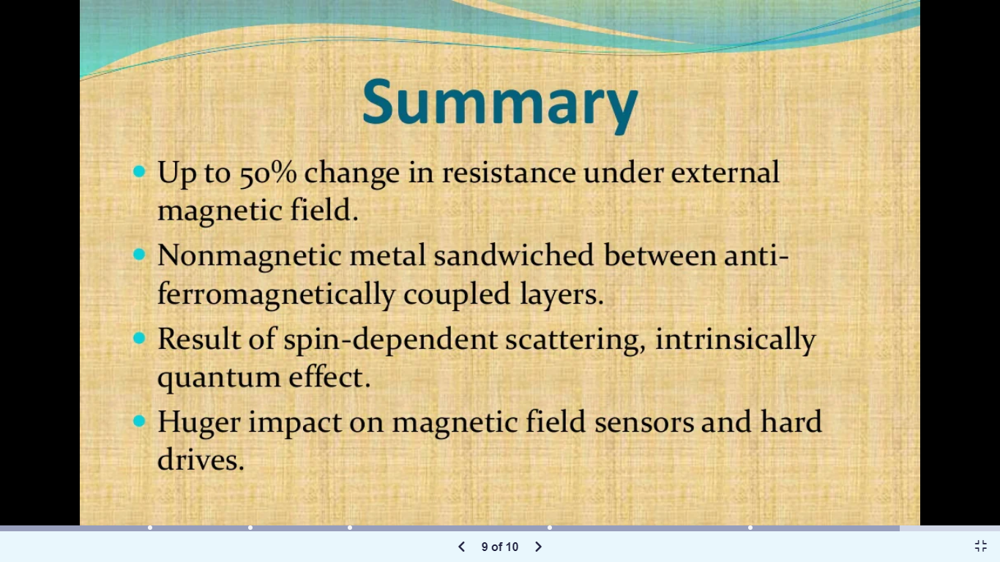 Summary
• Up to 50% change in resistance under external
magnetic field.
• Nonmagnetic metal sandwiched between anti-
ferromagnetically coupled layers.
• Result of spin-dependent scattering, intrinsically
quantum effect.
• Huger impact on magnetic field sensors and hard
drives.
9 of 10